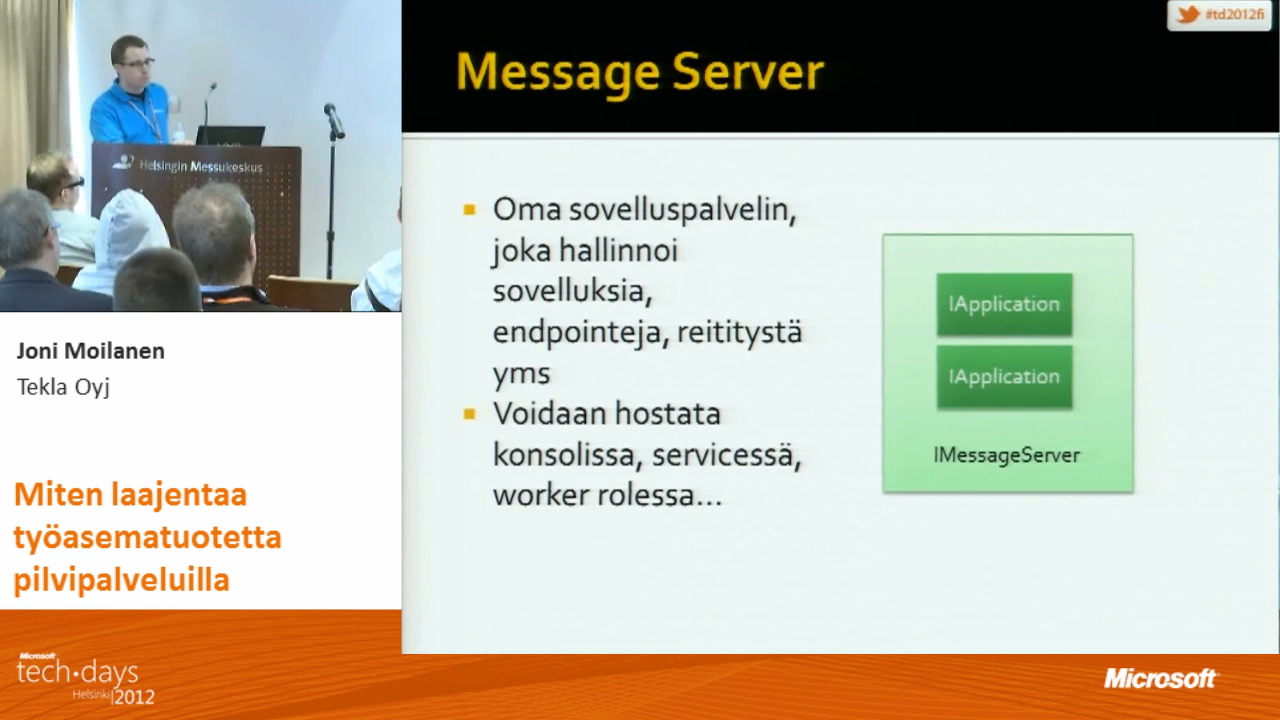 #td2012fi
Message Server
Helsingin Messukeskus
Oma sovelluspalvelin,
joka hallinnoi
sovelluksia,
endpointeja, reititystä
yms
Voidaan hostata
konsolissa, servicessä,
worker rolessa...
IApplication
IApplication
IMessageServer
Joni Moilanen
Tekla Oyj
Miten laajentaa
työasematuotetta
pilvipalveluilla
Microsoft
tech·days
Helsinki|2012
Microsoft